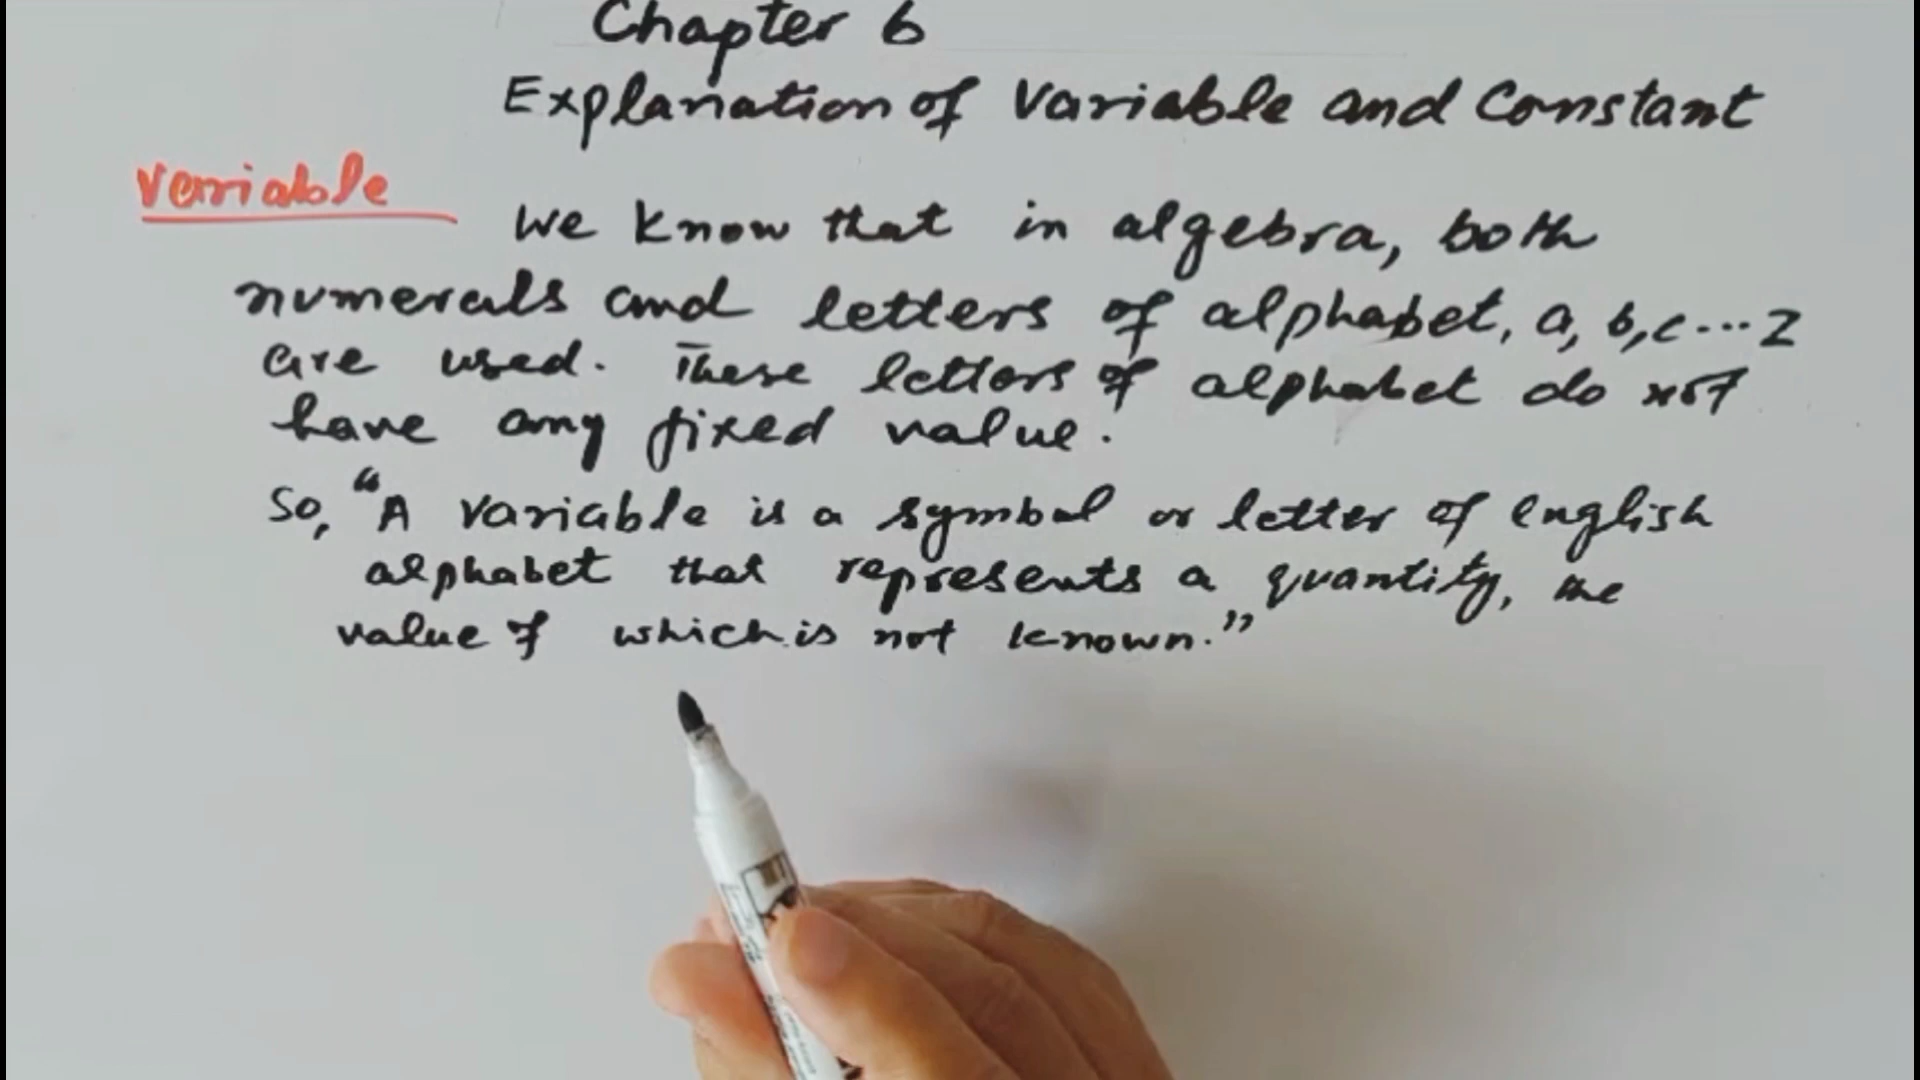 Chapter 6
Explanation of Variable and Constant
Variable
We know that in algebra, both
numerals and letters of alphabet, a, b, c ... z
are used. These letters of alphabet do not
have any fixed value.
So, "A variable is a symbol or letter of english
alphabet that represents a quantity, the
value of which is not known."